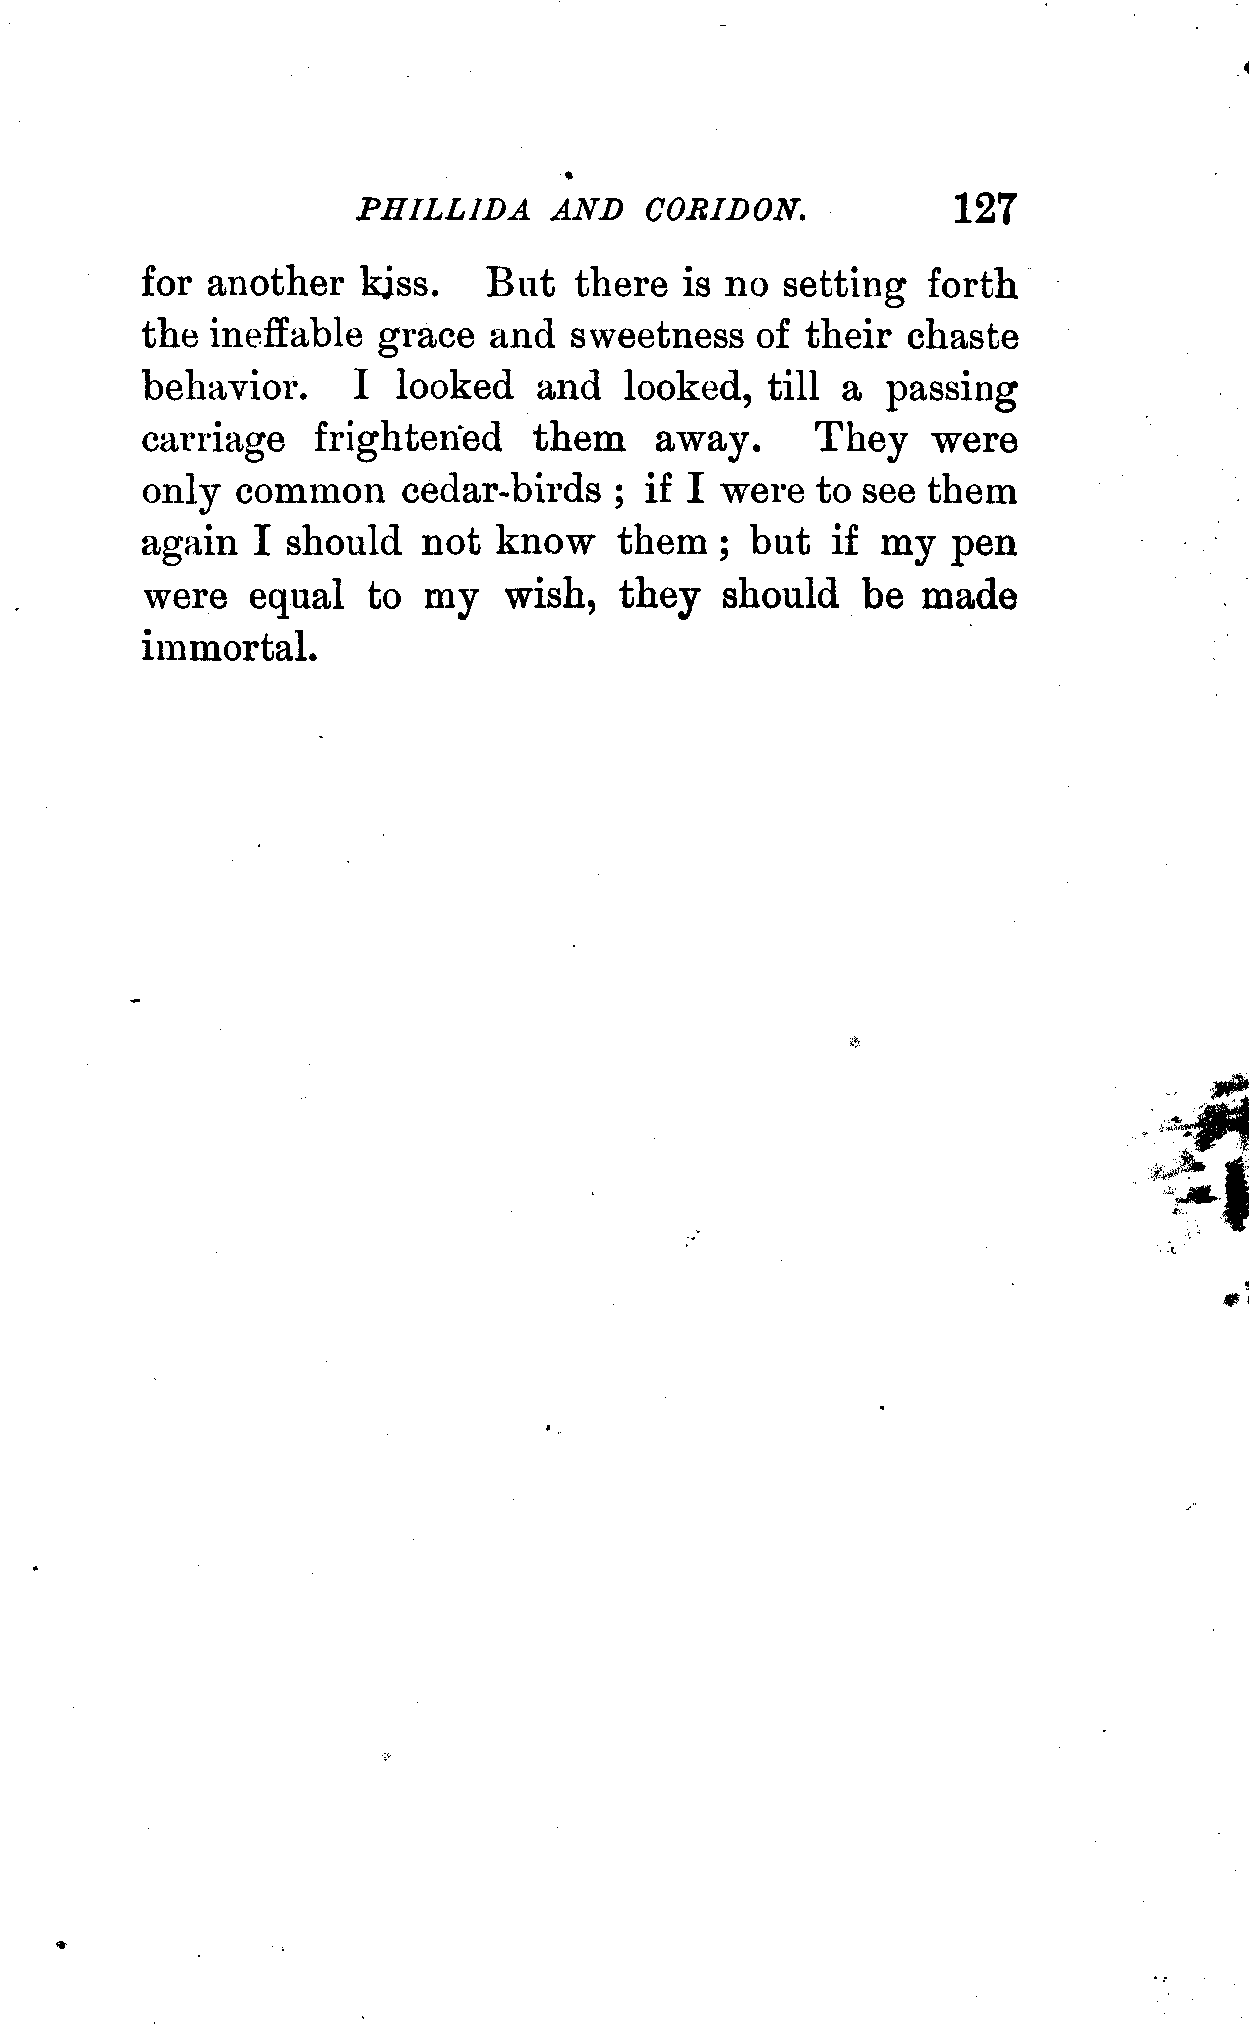 PHILLIDA AND CORIDON. 127
for another kiss. But there is no setting forth
the ineffable grace and sweetness of their chaste
behavior. I looked and looked, till a passing
carriage frightened them away. They were
only common cedar-birds ; if I were to see them
again I should not know them ; but if my pen
were equal to my wish, they should be made
immortal.